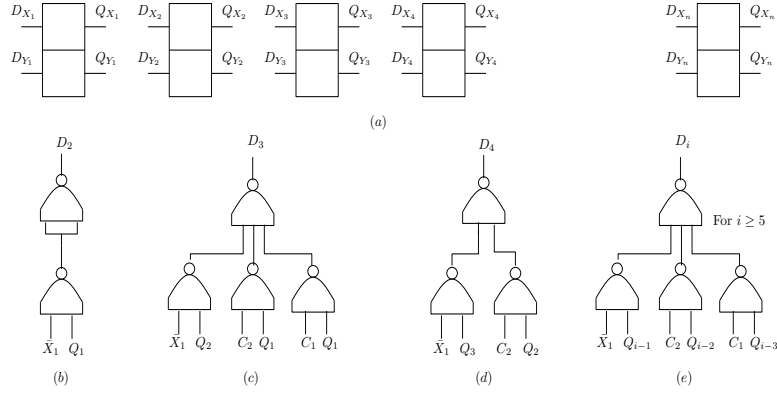 D_{X_1} Q_{X_1} D_{X_2} Q_{X_2} D_{X_3} Q_{X_3} D_{X_4} Q_{X_4} D_{X_n} Q_{X_n}
D_{Y_1} Q_{Y_1} D_{Y_2} Q_{Y_2} D_{Y_3} Q_{Y_3} D_{Y_4} Q_{Y_4} D_{Y_n} Q_{Y_n}
(a)
D_2 D_3 D_4 D_i
For i ≥ 5
X̄_1 Q_1 X̄_1 Q_2 C_2 Q_1 C_1 Q_1 X̄_1 Q_3 C_2 Q_2 X̄_1 Q_{i−1} C_2 Q_{i−2} C_1 Q_{i−3}
(b) (c) (d) (e)